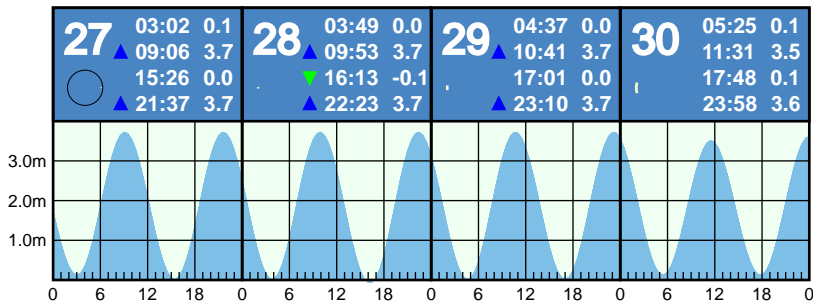 27
03:02 0.1
▲ 09:06 3.7
15:26 0.0
▲ 21:37 3.7
28
03:49 0.0
▲ 09:53 3.7
▼ 16:13 -0.1
▲ 22:23 3.7
29
04:37 0.0
▲ 10:41 3.7
17:01 0.0
▲ 23:10 3.7
30
05:25 0.1
11:31 3.5
17:48 0.1
23:58 3.6
3.0m
2.0m
1.0m
0 6 12 18 0 6 12 18 0 6 12 18 0 6 12 18 0